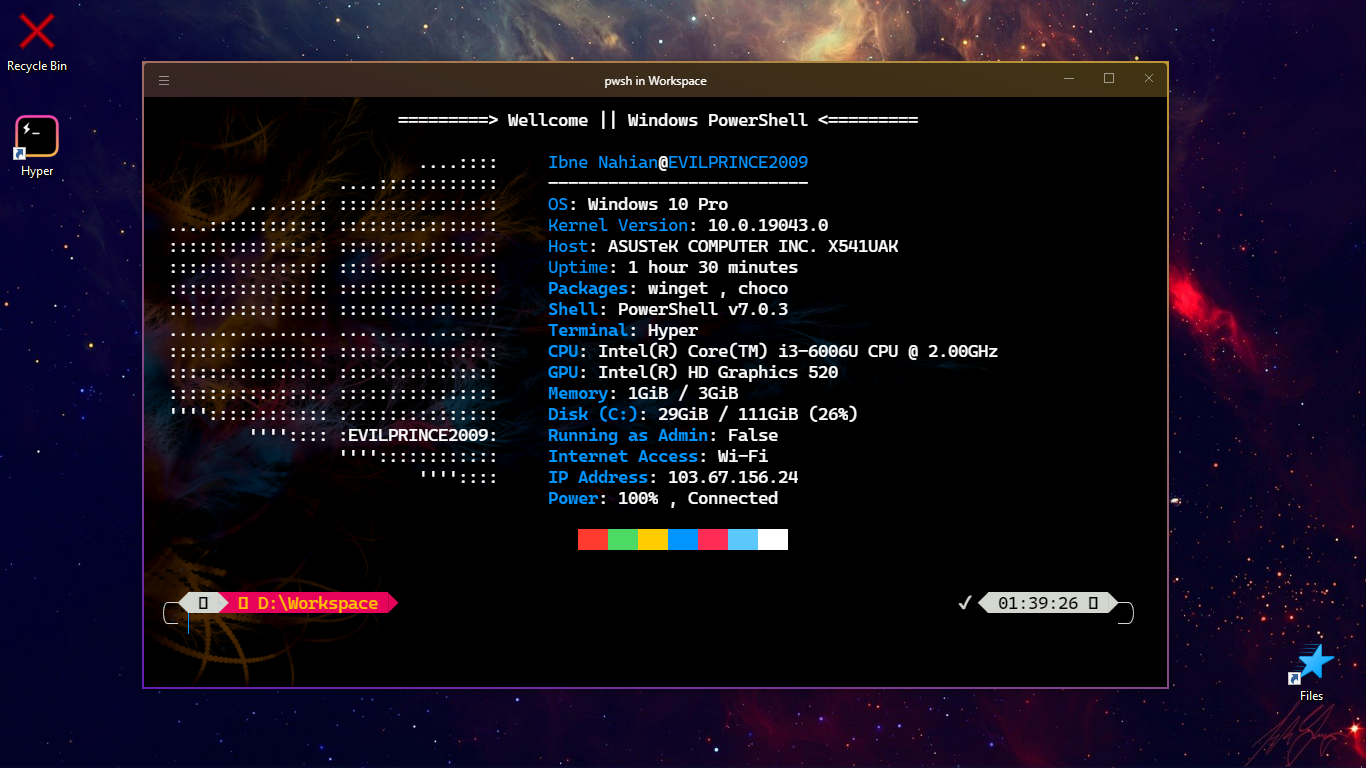 Recycle Bin
Hyper
pwsh in Workspace
=========> Wellcome || Windows PowerShell <=========
....::::
Ibne Nahian@EVILPRINCE2009
....::::::::::::
--------------------------
....:::: ::::::::::::::::
OS: Windows 10 Pro
....:::::::::::: ::::::::::::::::
Kernel Version: 10.0.19043.0
:::::::::::::::: ::::::::::::::::
Host: ASUSTeK COMPUTER INC. X541UAK
:::::::::::::::: ::::::::::::::::
Uptime: 1 hour 30 minutes
:::::::::::::::: ::::::::::::::::
Packages: winget , choco
:::::::::::::::: ::::::::::::::::
Shell: PowerShell v7.0.3
................ ................
Terminal: Hyper
:::::::::::::::: ::::::::::::::::
CPU: Intel(R) Core(TM) i3-6006U CPU @ 2.00GHz
:::::::::::::::: ::::::::::::::::
GPU: Intel(R) HD Graphics 520
:::::::::::::::: ::::::::::::::::
Memory: 1GiB / 3GiB
'''':::::::::::: ::::::::::::::::
Disk (C:): 29GiB / 111GiB (26%)
'''':::: :EVILPRINCE2009:
Running as Admin: False
'''':::::::::::: 
Internet Access: Wi-Fi
''''::::
IP Address: 103.67.156.24
Power: 100% , Connected
D:\Workspace
✓ 01:39:26
Files